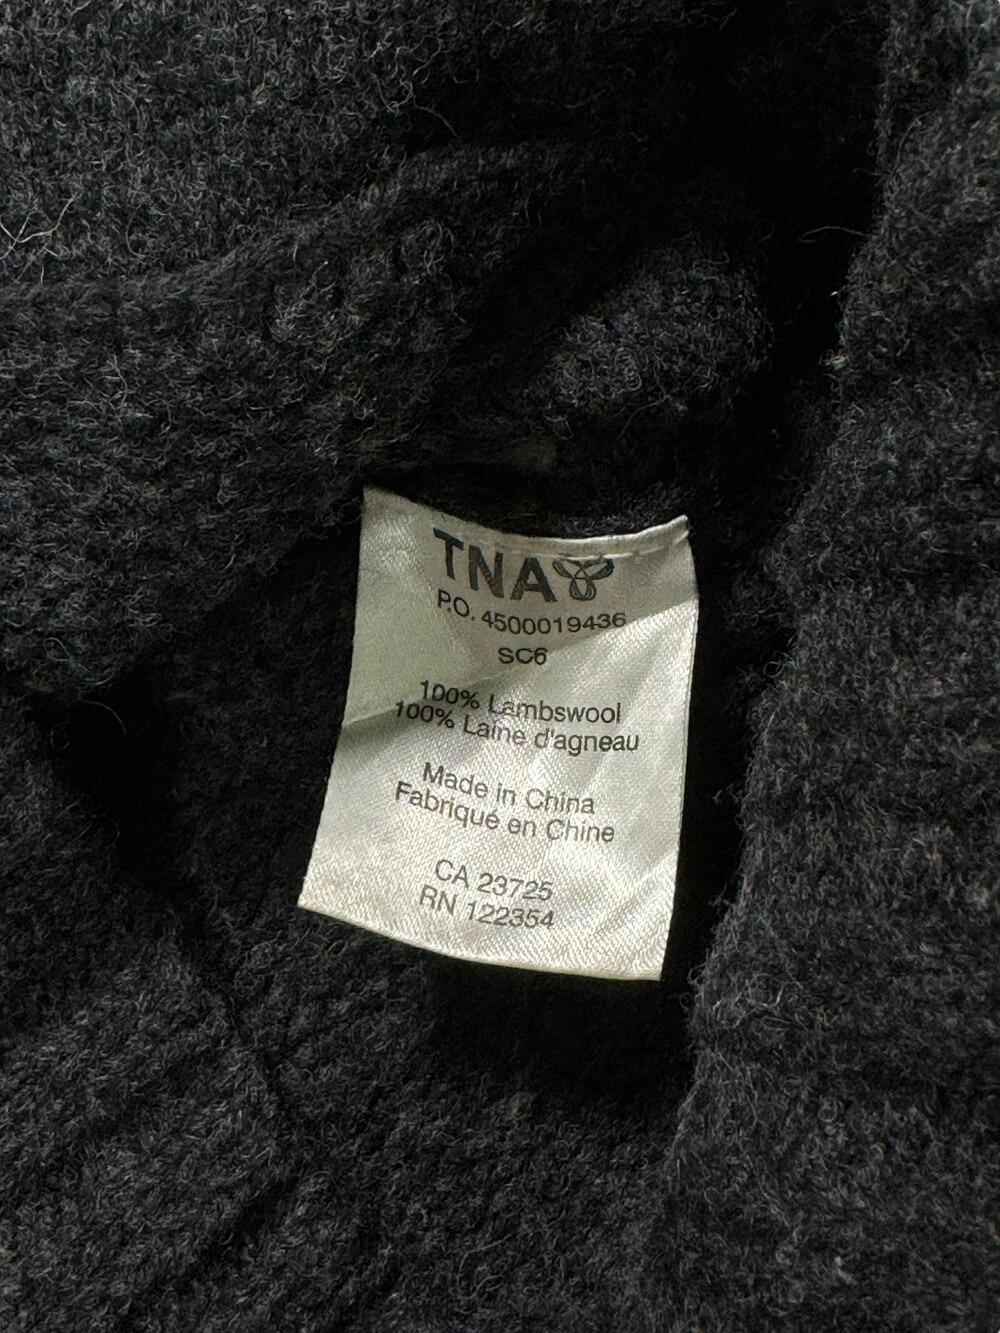 TNA
P.O. 4500019436
SC6
100% Lambswool
100% Laine d'agneau
Made in China
Fabriqué en Chine
CA 23725
RN 122354